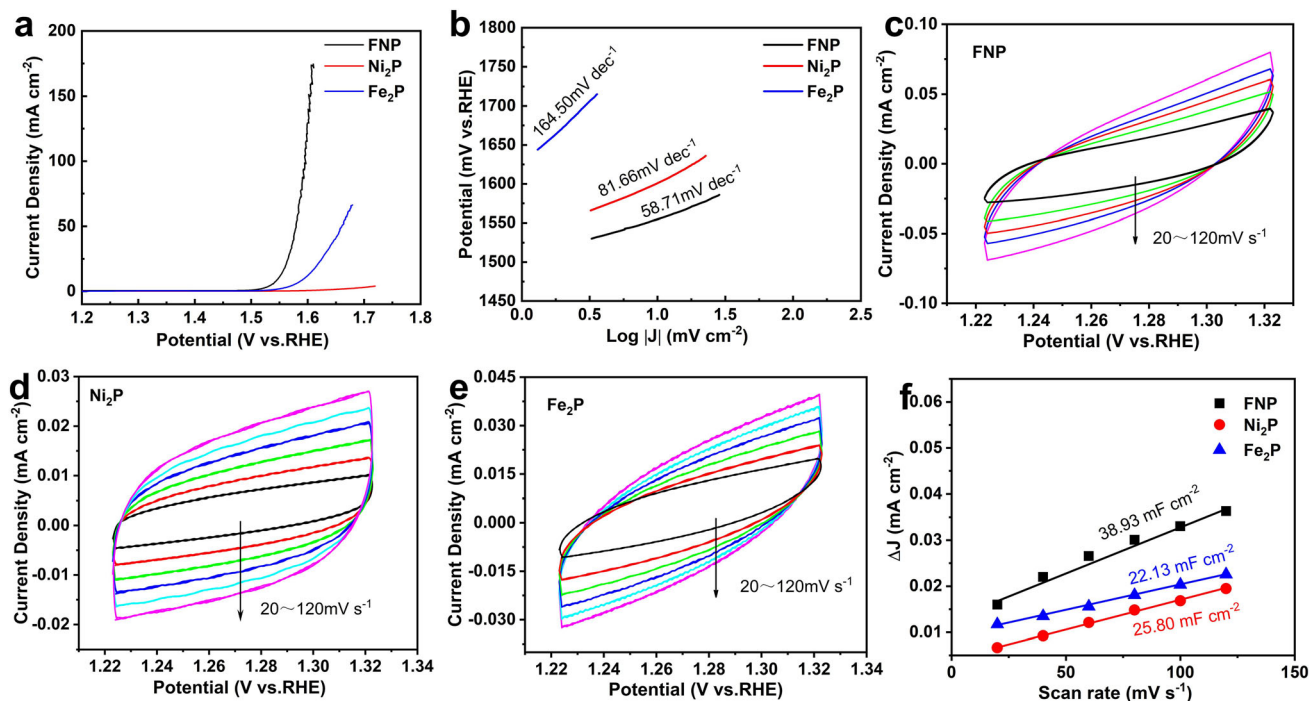 a
200
150
100
50
0
Current Density (mA cm⁻²)
1.2 1.3 1.4 1.5 1.6 1.7 1.8
Potential (V vs.RHE)
FNP
Ni₂P
Fe₂P
b
1800
1750
1700
1650
1600
1550
1500
1450
Potential (mV vs.RHE)
0.0 0.5 1.0 1.5 2.0 2.5
Log |J| (mV cm⁻²)
FNP
Ni₂P
Fe₂P
164.50mV dec⁻¹
81.66mV dec⁻¹
58.71mV dec⁻¹
c
FNP
0.10
0.05
0.00
-0.05
-0.10
Current Density (mA cm⁻²)
1.22 1.24 1.26 1.28 1.30 1.32
Potential (V vs.RHE)
20～120mV s⁻¹
d
Ni₂P
0.03
0.02
0.01
0.00
-0.01
-0.02
Current Density (mA cm⁻²)
1.22 1.24 1.26 1.28 1.30 1.32 1.34
Potential (V vs.RHE)
20～120mV s⁻¹
e
Fe₂P
0.045
0.030
0.015
0.000
-0.015
-0.030
Current Density (mA cm⁻²)
1.22 1.24 1.26 1.28 1.30 1.32 1.34
Potential (V vs.RHE)
20～120mV s⁻¹
f
0.06
0.05
0.04
0.03
0.02
0.01
ΔJ (mA cm⁻²)
0 50 100 150
Scan rate (mV s⁻¹)
FNP
Ni₂P
Fe₂P
38.93 mF cm⁻²
22.13 mF cm⁻²
25.80 mF cm⁻²